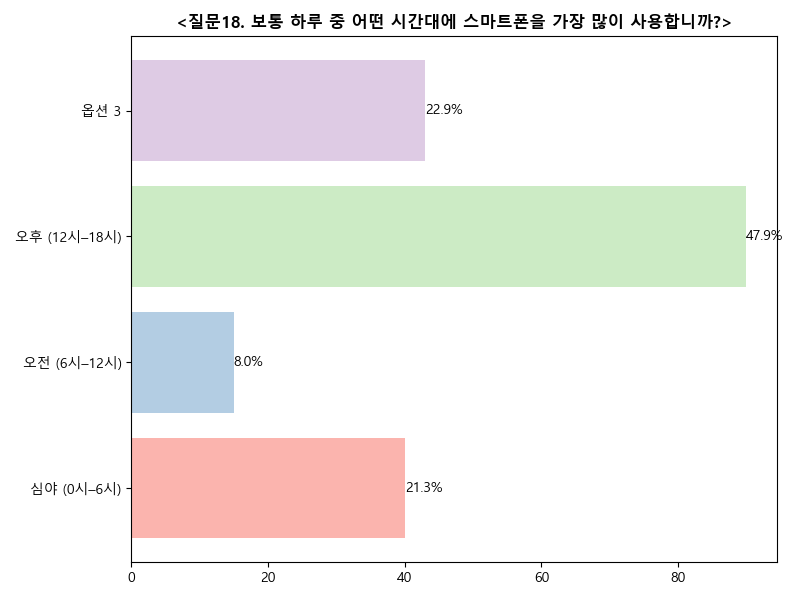 <질문18. 보통 하루 중 어떤 시간대에 스마트폰을 가장 많이 사용합니까?>
옵션 3
22.9%
오후 (12시–18시)
47.9%
오전 (6시–12시)
8.0%
심야 (0시–6시)
21.3%
0 20 40 60 80